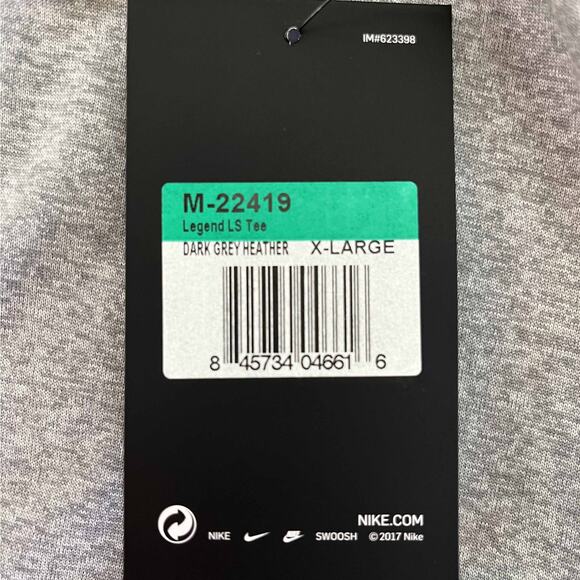 IM#623398
M-22419
Legend LS Tee
DARK GREY HEATHER X-LARGE
8 45734 04661 6
NIKE.COM
NIKE SWOOSH © 2017 Nike